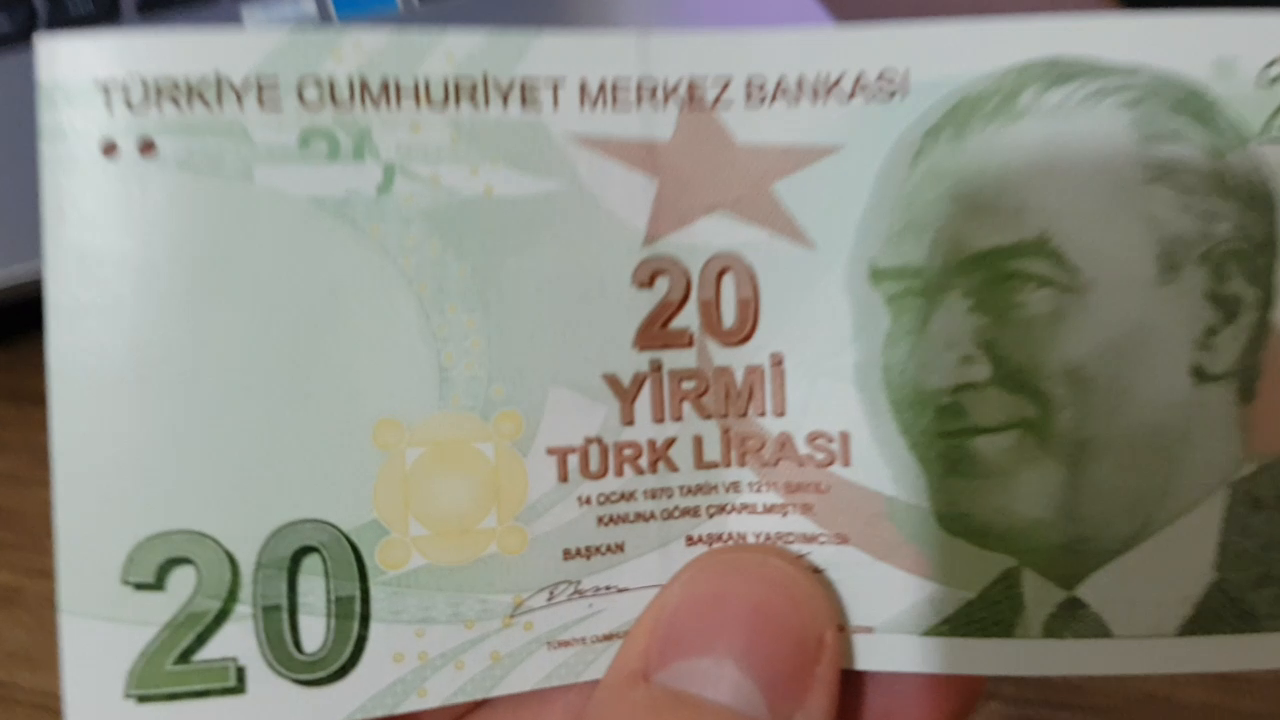 TÜRKİYE CUMHURİYET MERKEZ BANKASI
20
20
YİRMİ
TÜRK LİRASI
14 OCAK 1970 TARİH VE 1211 SAYILI
KANUNA GÖRE ÇIKARILMIŞTIR
BAŞKAN BAŞKAN YARDIMCISI
20